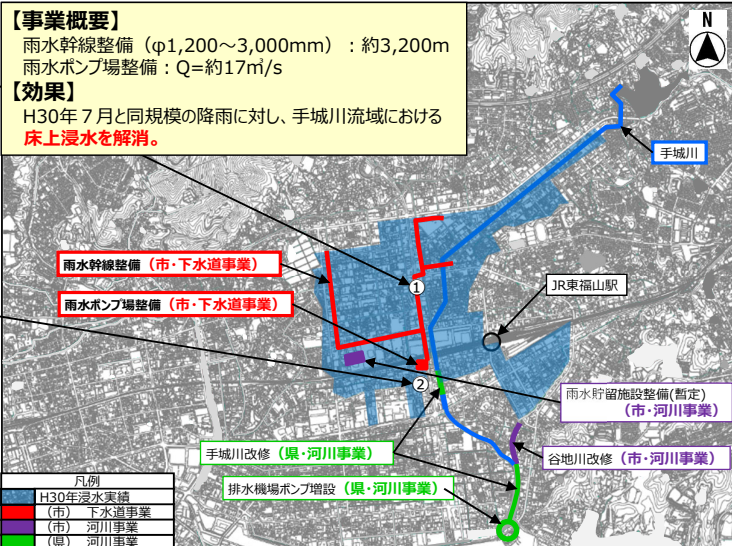 【事業概要】
雨水幹線整備（φ1,200～3,000mm）：約3,200m
雨水ポンプ場整備：Q=約17㎥/s
【効果】
H30年７月と同規模の降雨に対し、手城川流域における
床上浸水を解消。
N
手城川
雨水幹線整備（市・下水道事業）
①
JR東福山駅
雨水ポンプ場整備（市・下水道事業）
②
雨水貯留施設整備(暫定)
（市・河川事業）
手城川改修（県・河川事業）
谷地川改修（市・河川事業）
排水機場ポンプ増設（県・河川事業）
凡例
H30年浸水実績
（市） 下水道事業
（市） 河川事業
（県） 河川事業